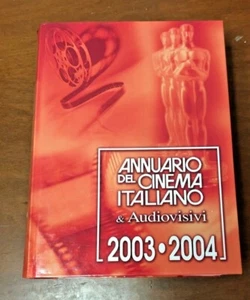 ANNUARIO
DEL CINEMA
ITALIANO
& Audiovisivi
2003•2004